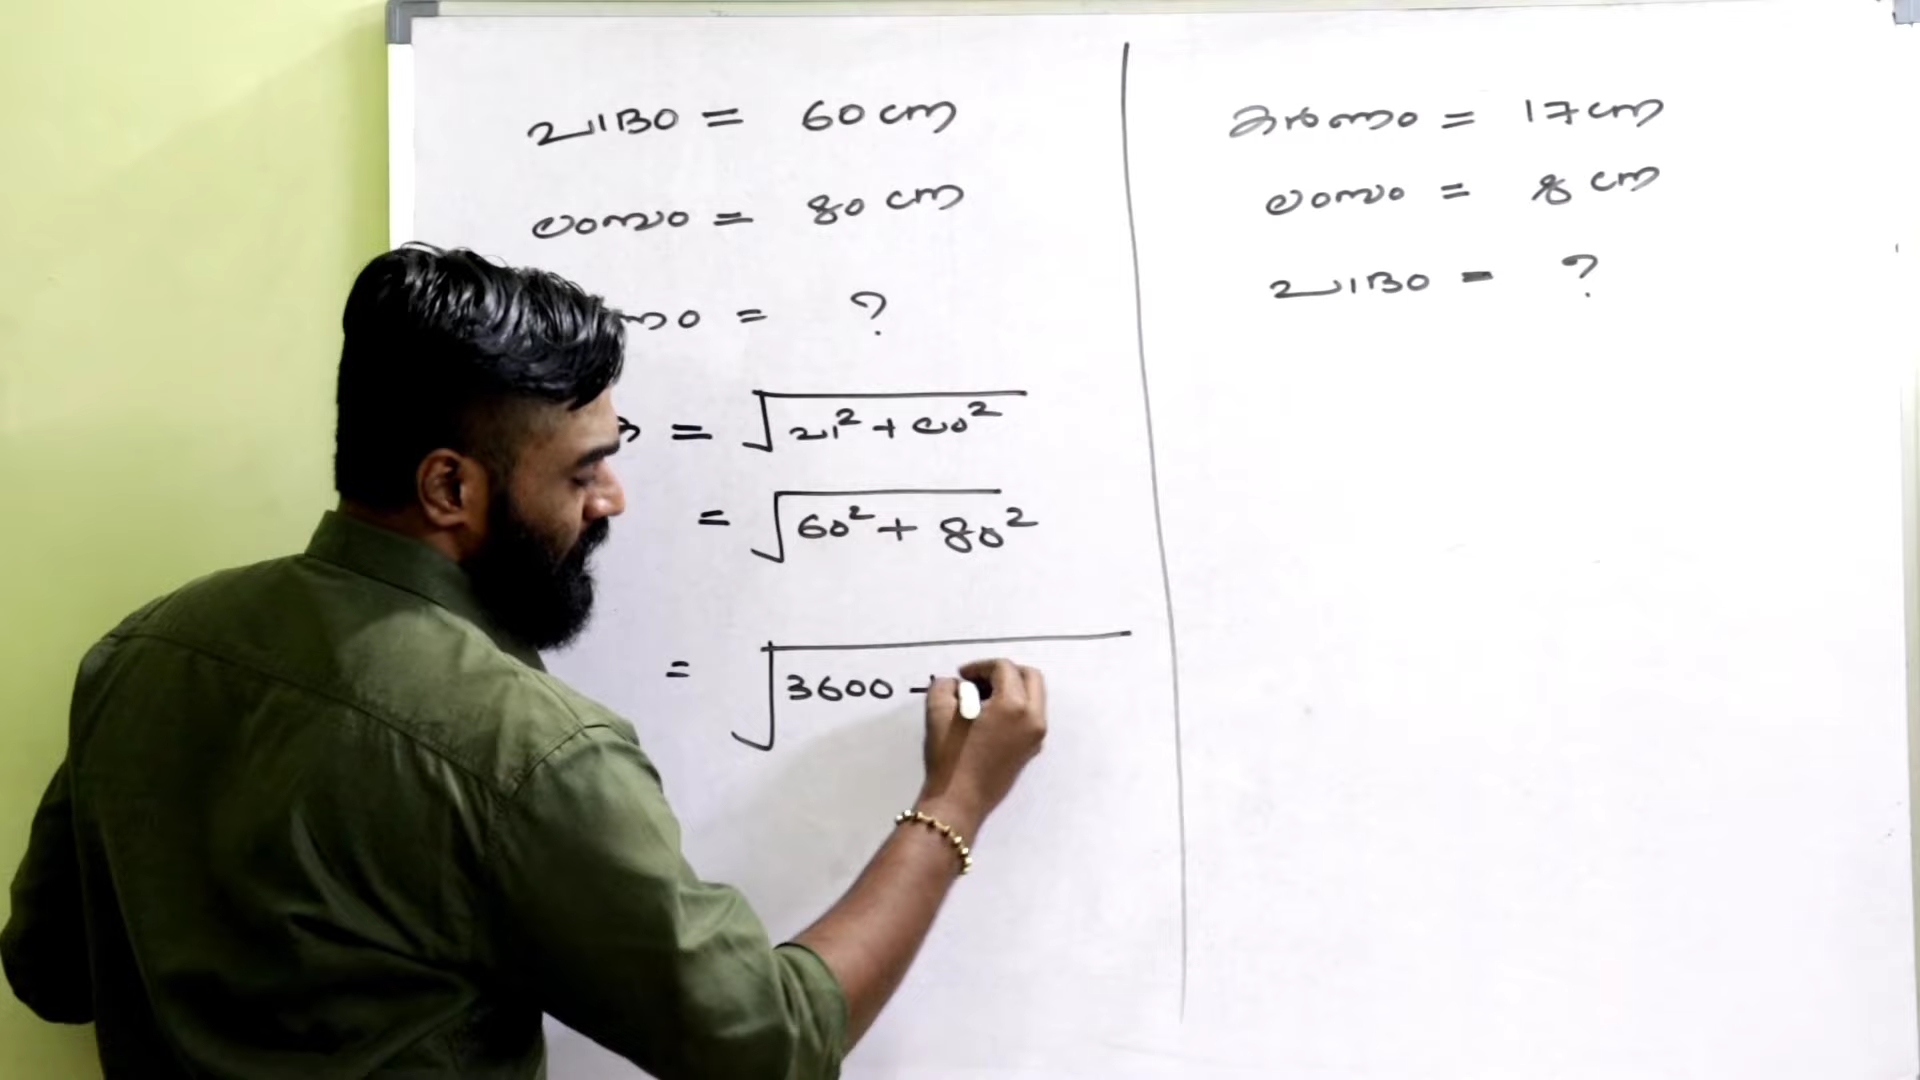 പാദം = 60 cm
ലംബം = 80 cm
= ?
= √പാ² + ലം²
= √60² + 80²
= √3600 +
കർണം = 17 cm
ലംബം = 8 cm
പാദം = ?